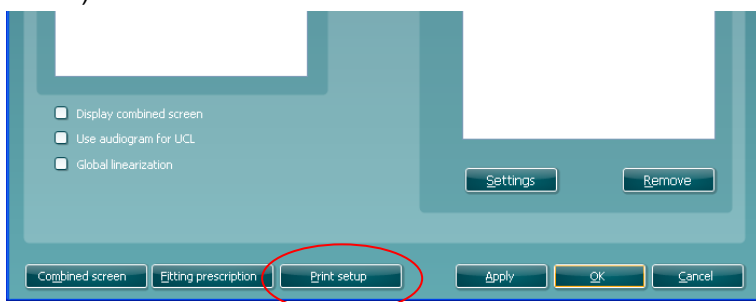 Display combined screen
Use audiogram for UCL
Global linearization
Settings Remove
Combined screen Fitting prescription Print setup Apply OK Cancel